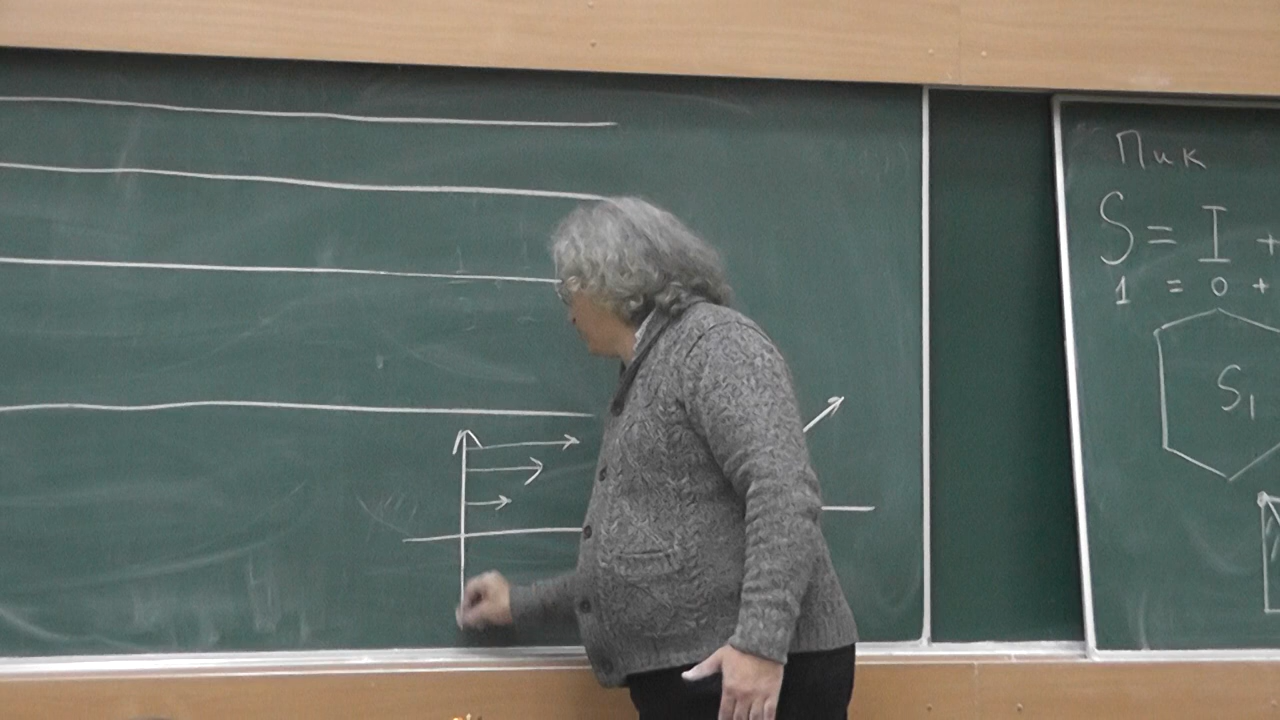 Пик
S = I +
1 = 0 +
S₁